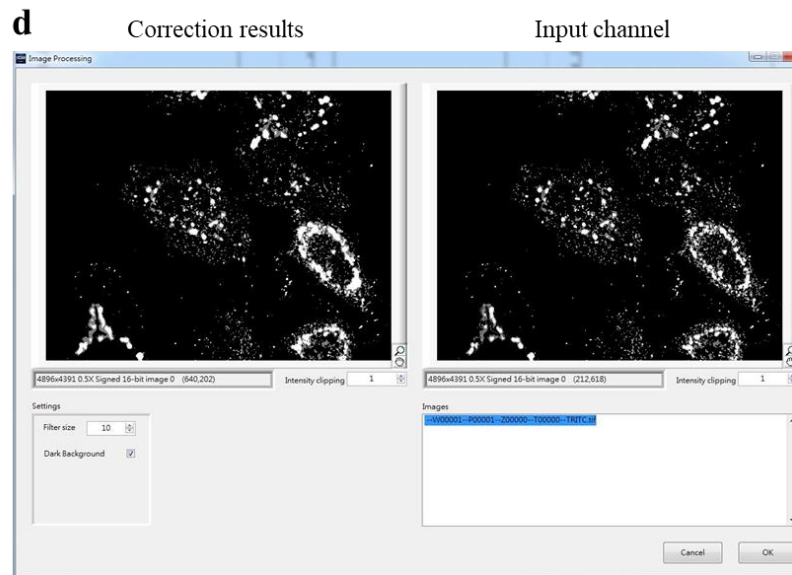 d
Correction results
Input channel
Image Processing
4896x4391 0.5X Signed 16-bit image 0 (640,202)
Intensity clipping 1
4896x4391 0.5X Signed 16-bit image 0 (212,618)
Intensity clipping 1
Settings
Filter size 10
Dark Background
Images
--W00001--P00001--Z00000--T00000--TRITC.tif
Cancel
OK